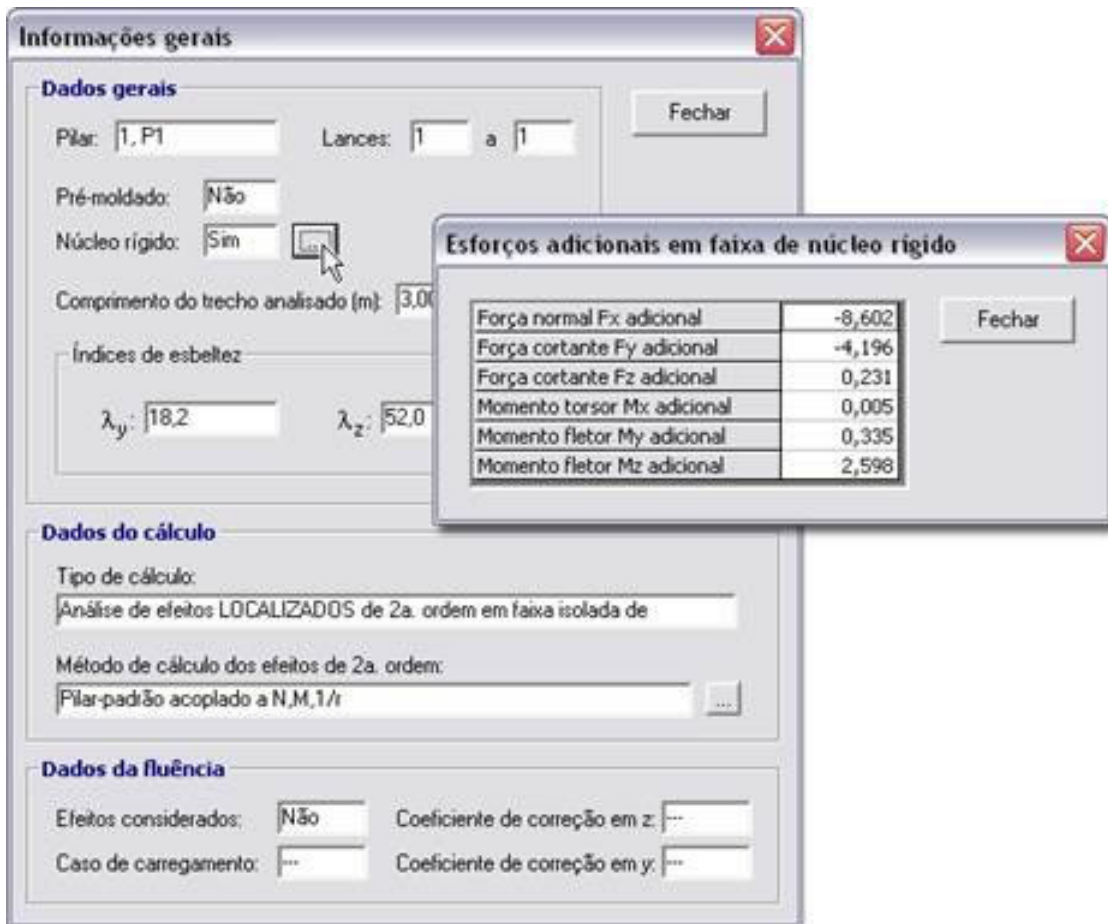 Informações gerais
Dados gerais
Fechar
Pilar: 1, P1 Lances: 1 a 1
Pré-moldado: Não
Núcleo rígido: Sim ...
Comprimento do trecho analisado (m): 3,00
Índices de esbeltez
λy: 18,2 λz: 52,0
Esforços adicionais em faixa de núcleo rígido
Força normal Fx adicional -8,602
Força cortante Fy adicional -4,196
Força cortante Fz adicional 0,231
Momento torsor Mx adicional 0,005
Momento fletor My adicional 0,335
Momento fletor Mz adicional 2,598
Fechar
Dados do cálculo
Tipo de cálculo:
Análise de efeitos LOCALIZADOS de 2a. ordem em faixa isolada de
Método de cálculo dos efeitos de 2a. ordem:
Pilar-padrão acoplado a N,M,1/r ...
Dados da fluência
Efeitos considerados: Não Coeficiente de correção em z: ---
Caso de carregamento: --- Coeficiente de correção em y: ---